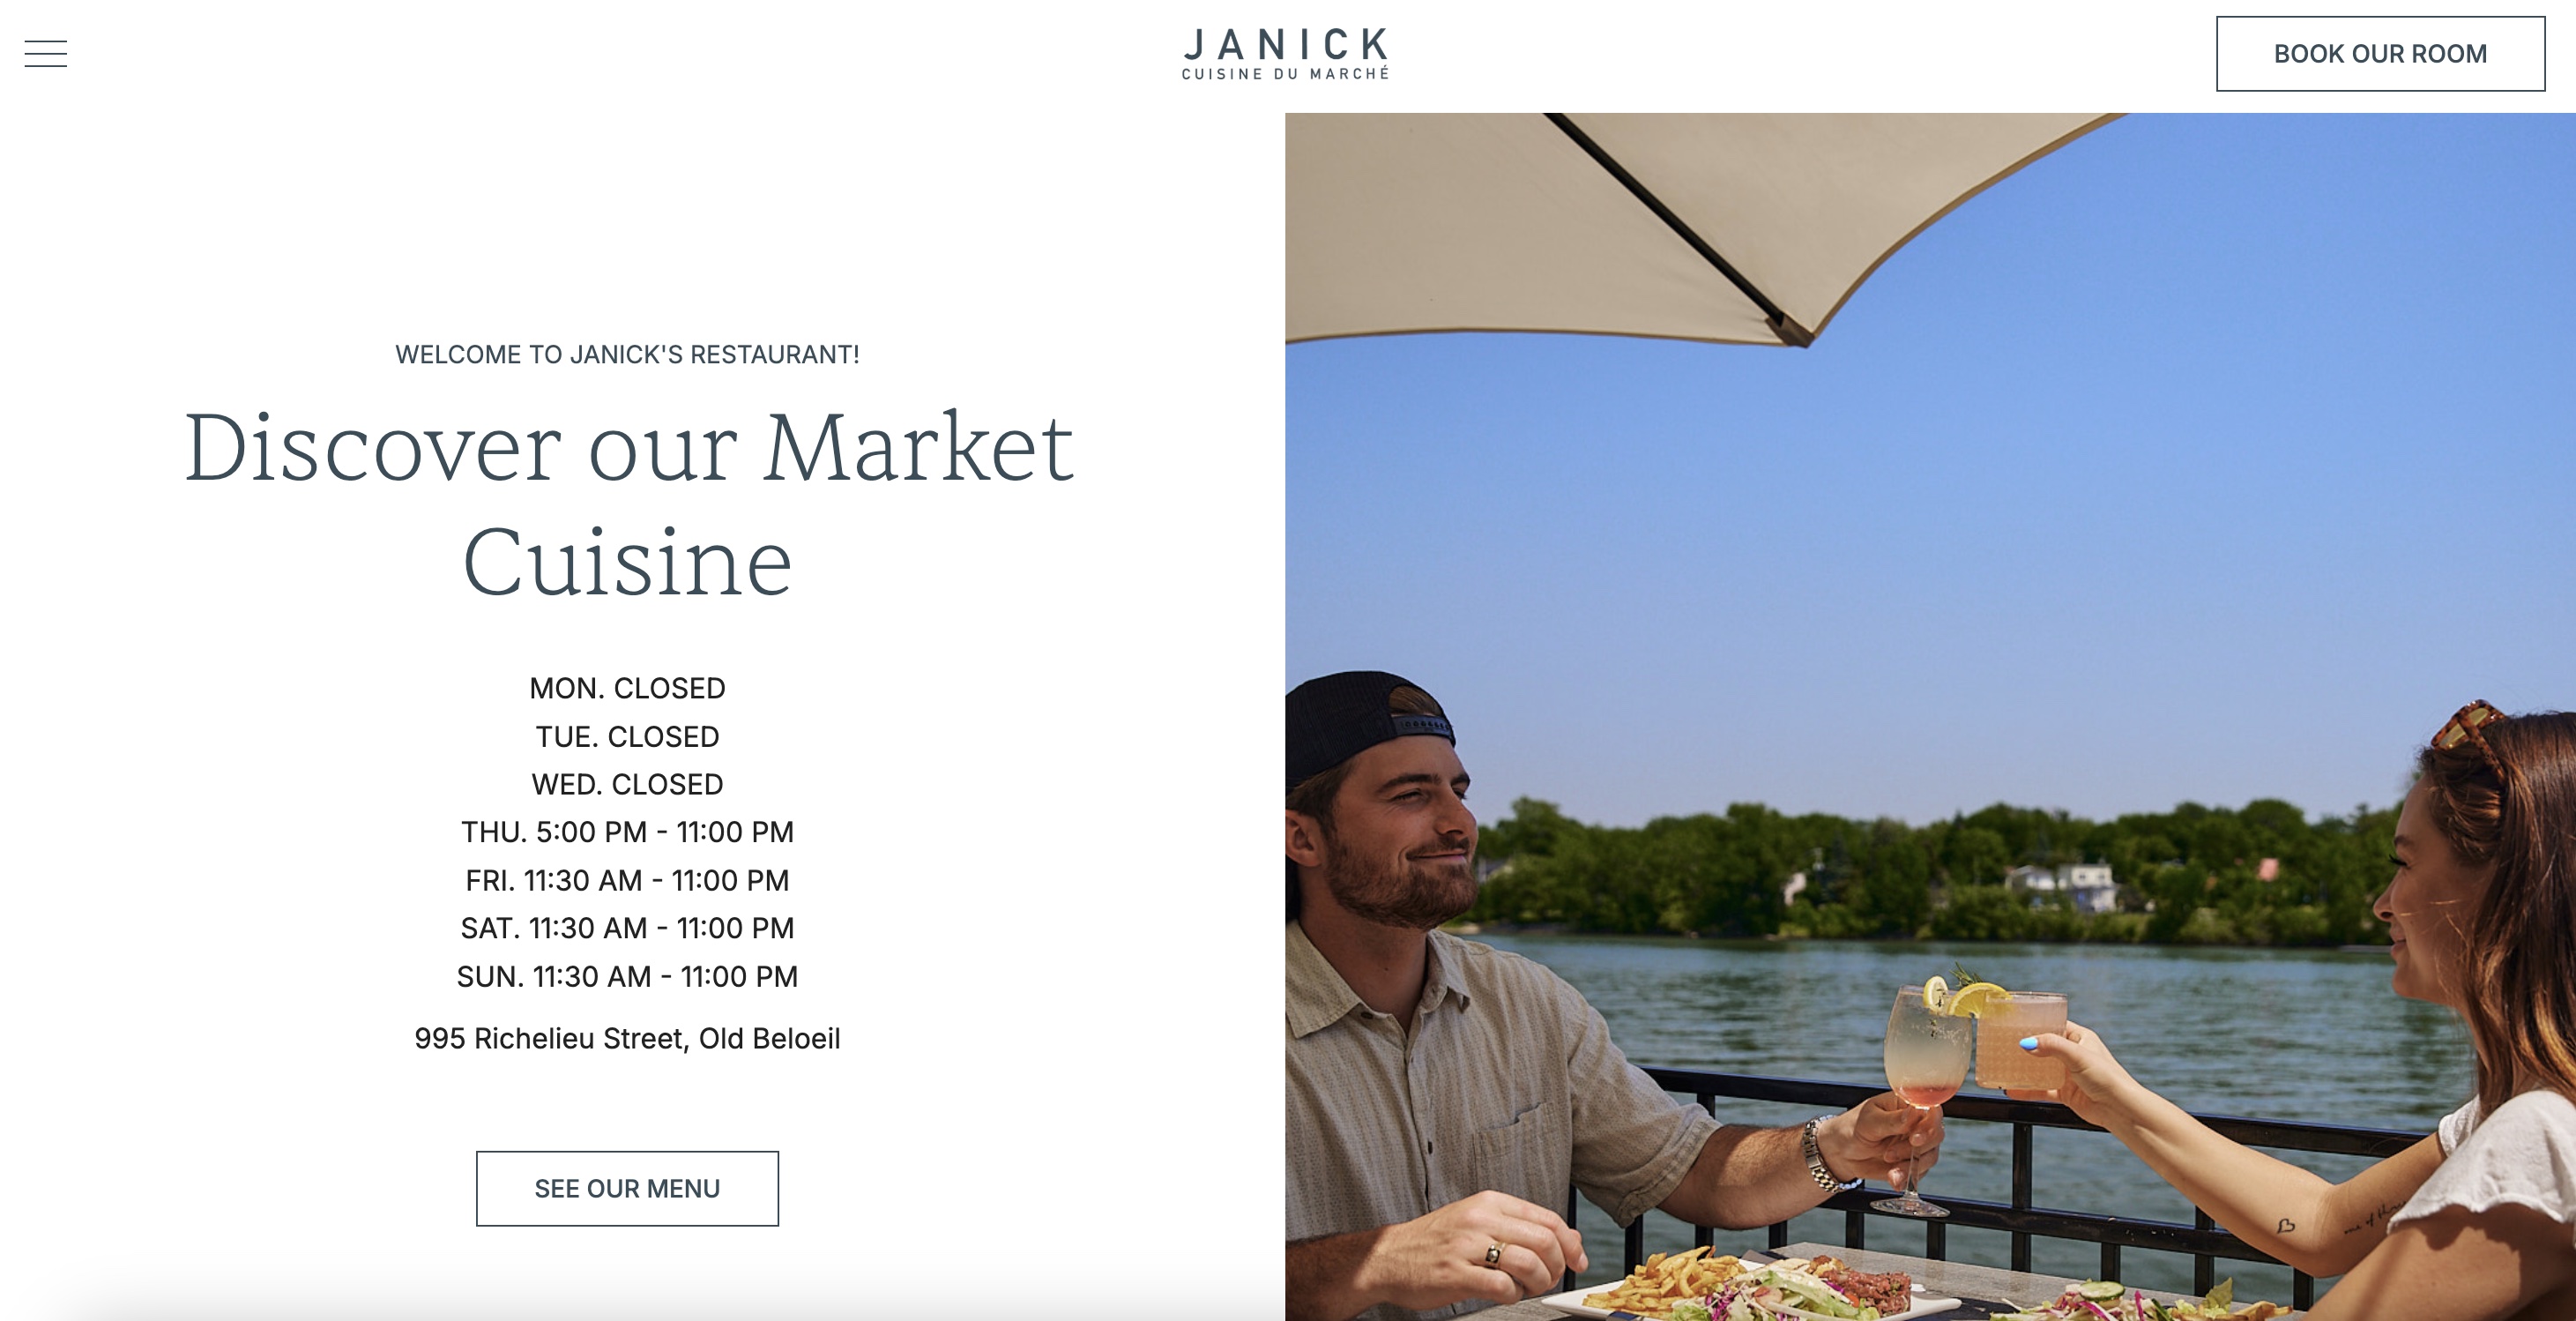 JANICK
CUISINE DU MARCHÉ
BOOK OUR ROOM
WELCOME TO JANICK'S RESTAURANT!
Discover our Market
Cuisine
MON. CLOSED
TUE. CLOSED
WED. CLOSED
THU. 5:00 PM - 11:00 PM
FRI. 11:30 AM - 11:00 PM
SAT. 11:30 AM - 11:00 PM
SUN. 11:30 AM - 11:00 PM
995 Richelieu Street, Old Beloeil
SEE OUR MENU